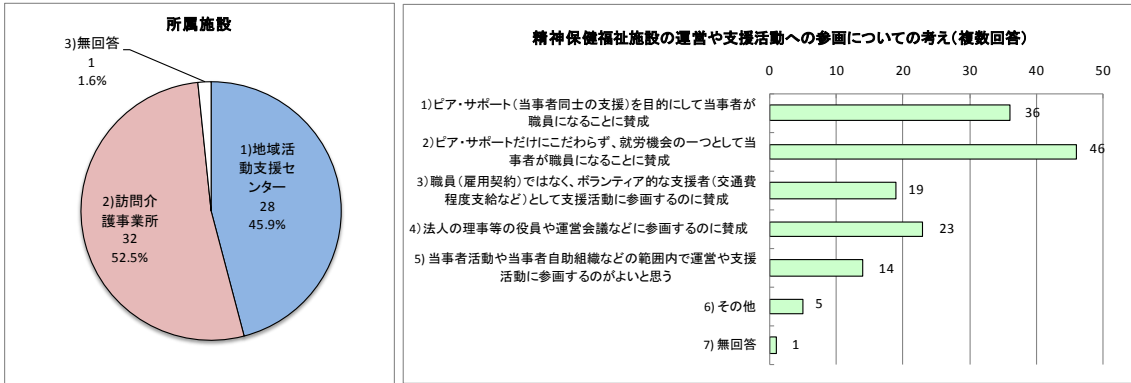 所属施設
3)無回答
1
1.6%
1)地域活
動支援セ
ンター
28
45.9%
2)訪問介
護事業所
32
52.5%
精神保健福祉施設の運営や支援活動への参画についての考え(複数回答)
0 10 20 30 40 50
1)ピア・サポート(当事者同士の支援)を目的にして当事者が
職員になることに賛成
36
2)ピア・サポートだけにこだわらず、就労機会の一つとして当
事者が職員になることに賛成
46
3)職員(雇用契約)ではなく、ボランティア的な支援者(交通費
程度支給など)として支援活動に参画するのに賛成
19
4)法人の理事等の役員や運営会議などに参画するのに賛成
23
5)当事者活動や当事者自助組織などの範囲内で運営や支援
活動に参画するのがよいと思う
14
6)その他
5
7)無回答
1